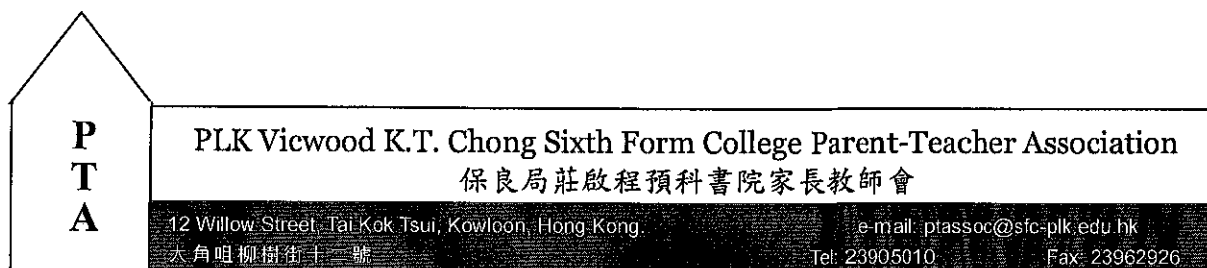 P
T
A
PLK Vicwood K.T. Chong Sixth Form College Parent-Teacher Association
保良局莊啟程預科書院家長教師會
12 Willow Street, Tai Kok Tsui, Kowloon, Hong Kong. e-mail: ptassoc@sfc-plk.edu.hk
大角咀柳樹街十二號 Tel: 23905010 Fax: 23962926